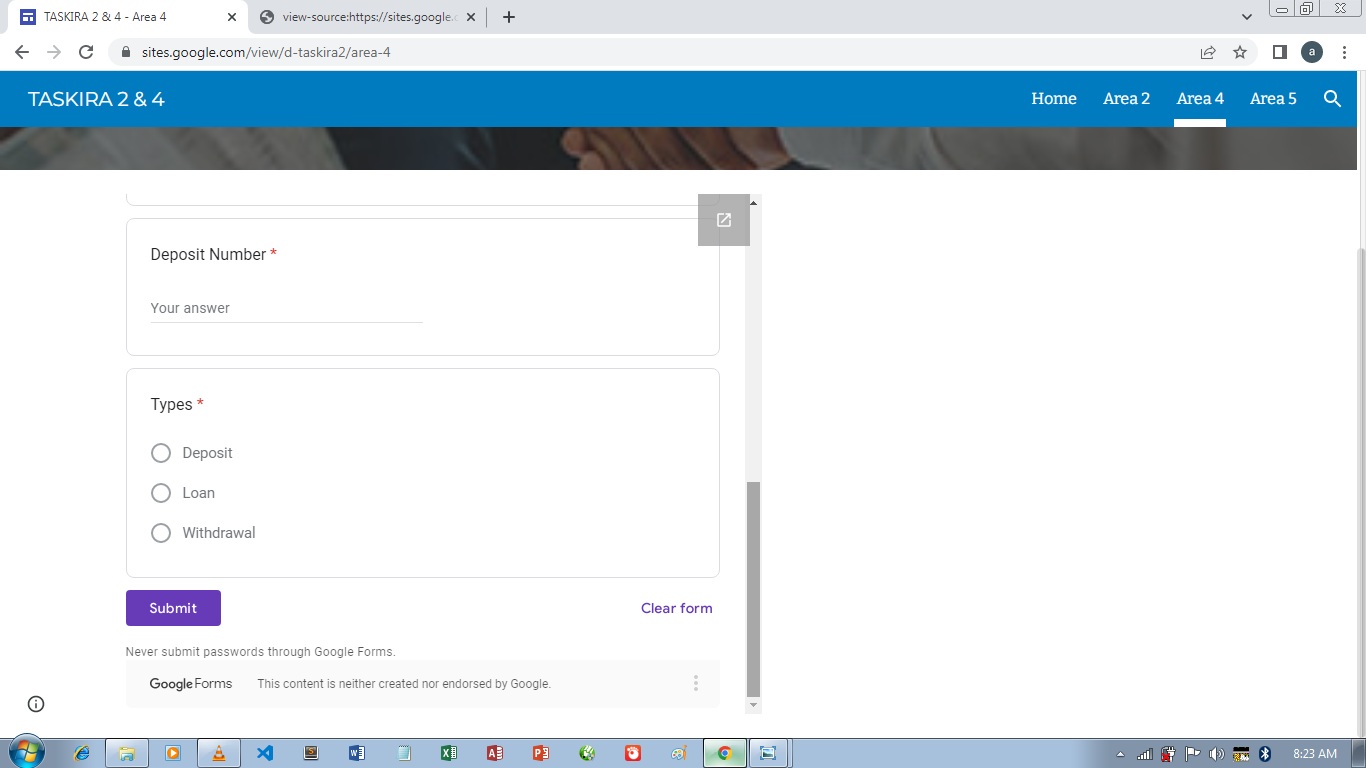 TASKIRA 2 & 4 - Area 4
view-source:https://sites.google.c
sites.google.com/view/d-taskira2/area-4
a
TASKIRA 2 & 4
Home Area 2 Area 4 Area 5
Deposit Number *
Your answer
Types *
Deposit
Loan
Withdrawal
Submit
Clear form
Never submit passwords through Google Forms.
Google Forms
This content is neither created nor endorsed by Google.
8:23 AM